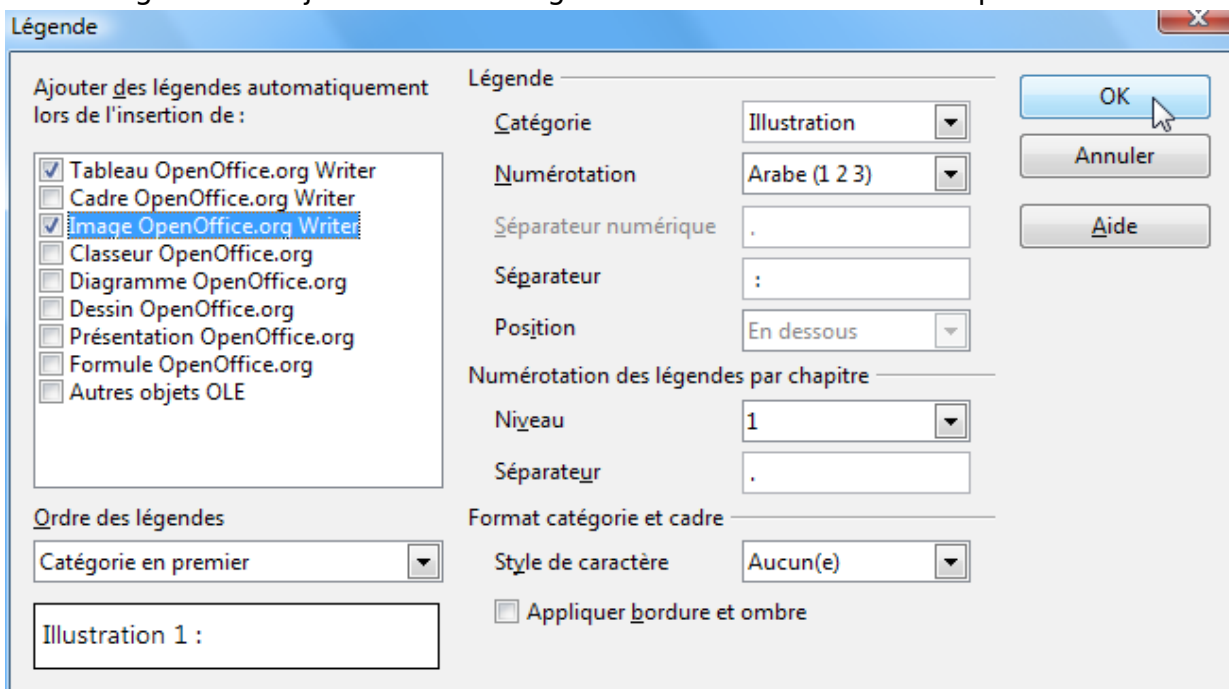 Légende
Ajouter des légendes automatiquement
lors de l'insertion de :
Tableau OpenOffice.org Writer
Cadre OpenOffice.org Writer
Image OpenOffice.org Writer
Classeur OpenOffice.org
Diagramme OpenOffice.org
Dessin OpenOffice.org
Présentation OpenOffice.org
Formule OpenOffice.org
Autres objets OLE
Ordre des légendes
Catégorie en premier
Illustration 1 :
Légende
Catégorie Illustration
Numérotation Arabe (1 2 3)
Séparateur numérique .
Séparateur :
Position En dessous
Numérotation des légendes par chapitre
Niveau 1
Séparateur .
Format catégorie et cadre
Style de caractère Aucun(e)
Appliquer bordure et ombre
OK
Annuler
Aide